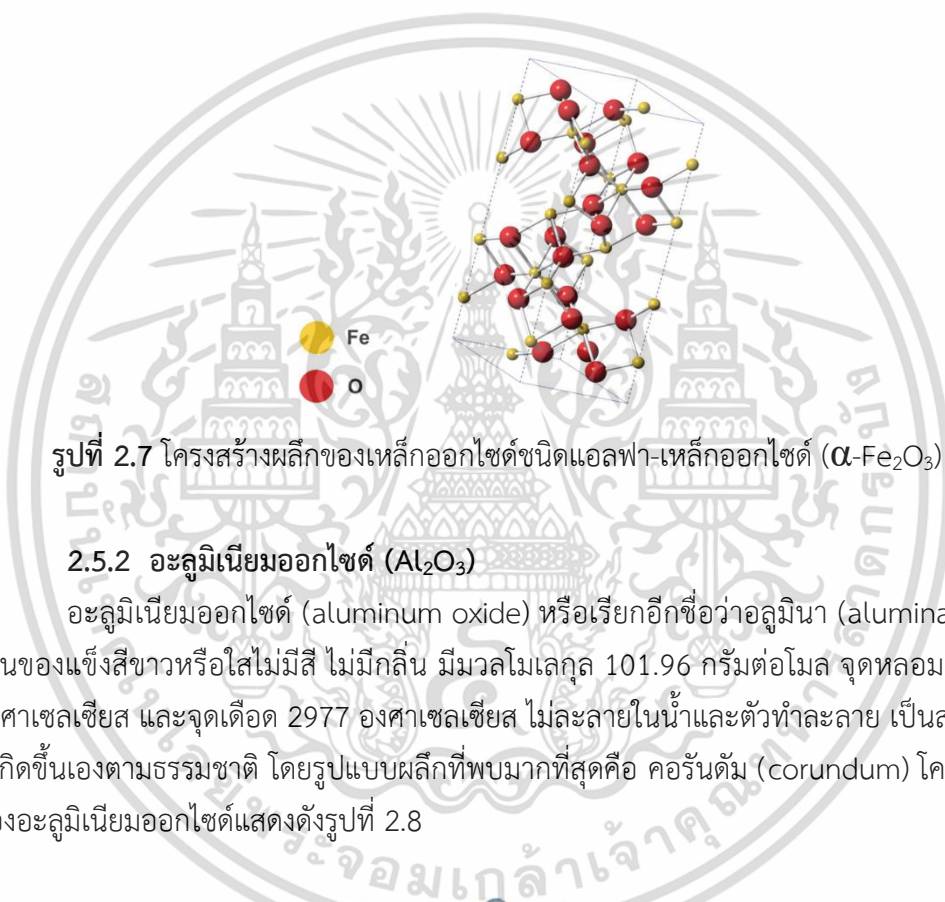 Fe
O
รูปที่ 2.7 โครงสร้างผลึกของเหล็กออกไซด์ชนิดแอลฟา-เหล็กออกไซด์ (α-Fe₂O₃)
2.5.2 อะลูมิเนียมออกไซด์ (Al₂O₃)
อะลูมิเนียมออกไซด์ (aluminum oxide) หรือเรียกอีกชื่อว่าอลูมินา (alumina
นของแข็งสีขาวหรือใสไม่มีสี ไม่มีกลิ่น มีมวลโมเลกุล 101.96 กรัมต่อโมล จุดหลอม
ศาเซลเซียส และจุดเดือด 2977 องศาเซลเซียส ไม่ละลายในน้ำและตัวทำละลาย เป็นส
กิดขึ้นเองตามธรรมชาติ โดยรูปแบบผลึกที่พบมากที่สุดคือ คอรันดัม (corundum) โค
องอะลูมิเนียมออกไซด์แสดงดังรูปที่ 2.8